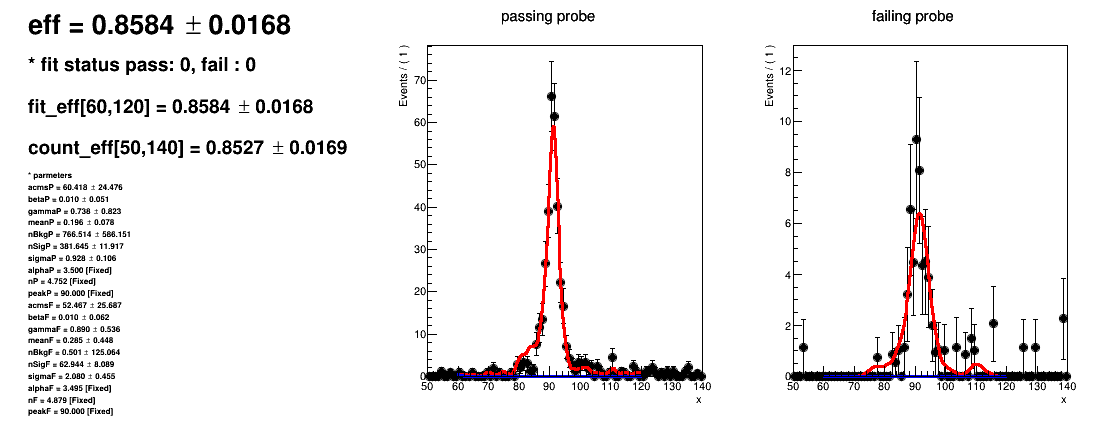 eff = 0.8584 ± 0.0168
* fit status pass: 0, fail : 0
fit_eff[60,120] = 0.8584 ± 0.0168
count_eff[50,140] = 0.8527 ± 0.0169
* parmeters
acmsP = 60.418 ± 24.476
betaP = 0.010 ± 0.051
gammaP = 0.738 ± 0.823
meanP = 0.196 ± 0.078
nBkgP = 766.514 ± 586.151
nSigP = 381.645 ± 11.917
sigmaP = 0.928 ± 0.106
alphaP = 3.500 [Fixed]
nP = 4.752 [Fixed]
peakP = 90.000 [Fixed]
acmsF = 52.467 ± 25.687
betaF = 0.010 ± 0.062
gammaF = 0.890 ± 0.536
meanF = 0.285 ± 0.448
nBkgF = 0.501 ± 125.064
nSigF = 62.944 ± 8.089
sigmaF = 2.080 ± 0.455
alphaF = 3.495 [Fixed]
nF = 4.879 [Fixed]
peakF = 90.000 [Fixed]
passing probe
Events / ( 1 )
70
60
50
40
30
20
10
0
50 60 70 80 90 100 110 120 130 140
x
failing probe
Events / ( 1 )
12
10
8
6
4
2
0
50 60 70 80 90 100 110 120 130 140
x